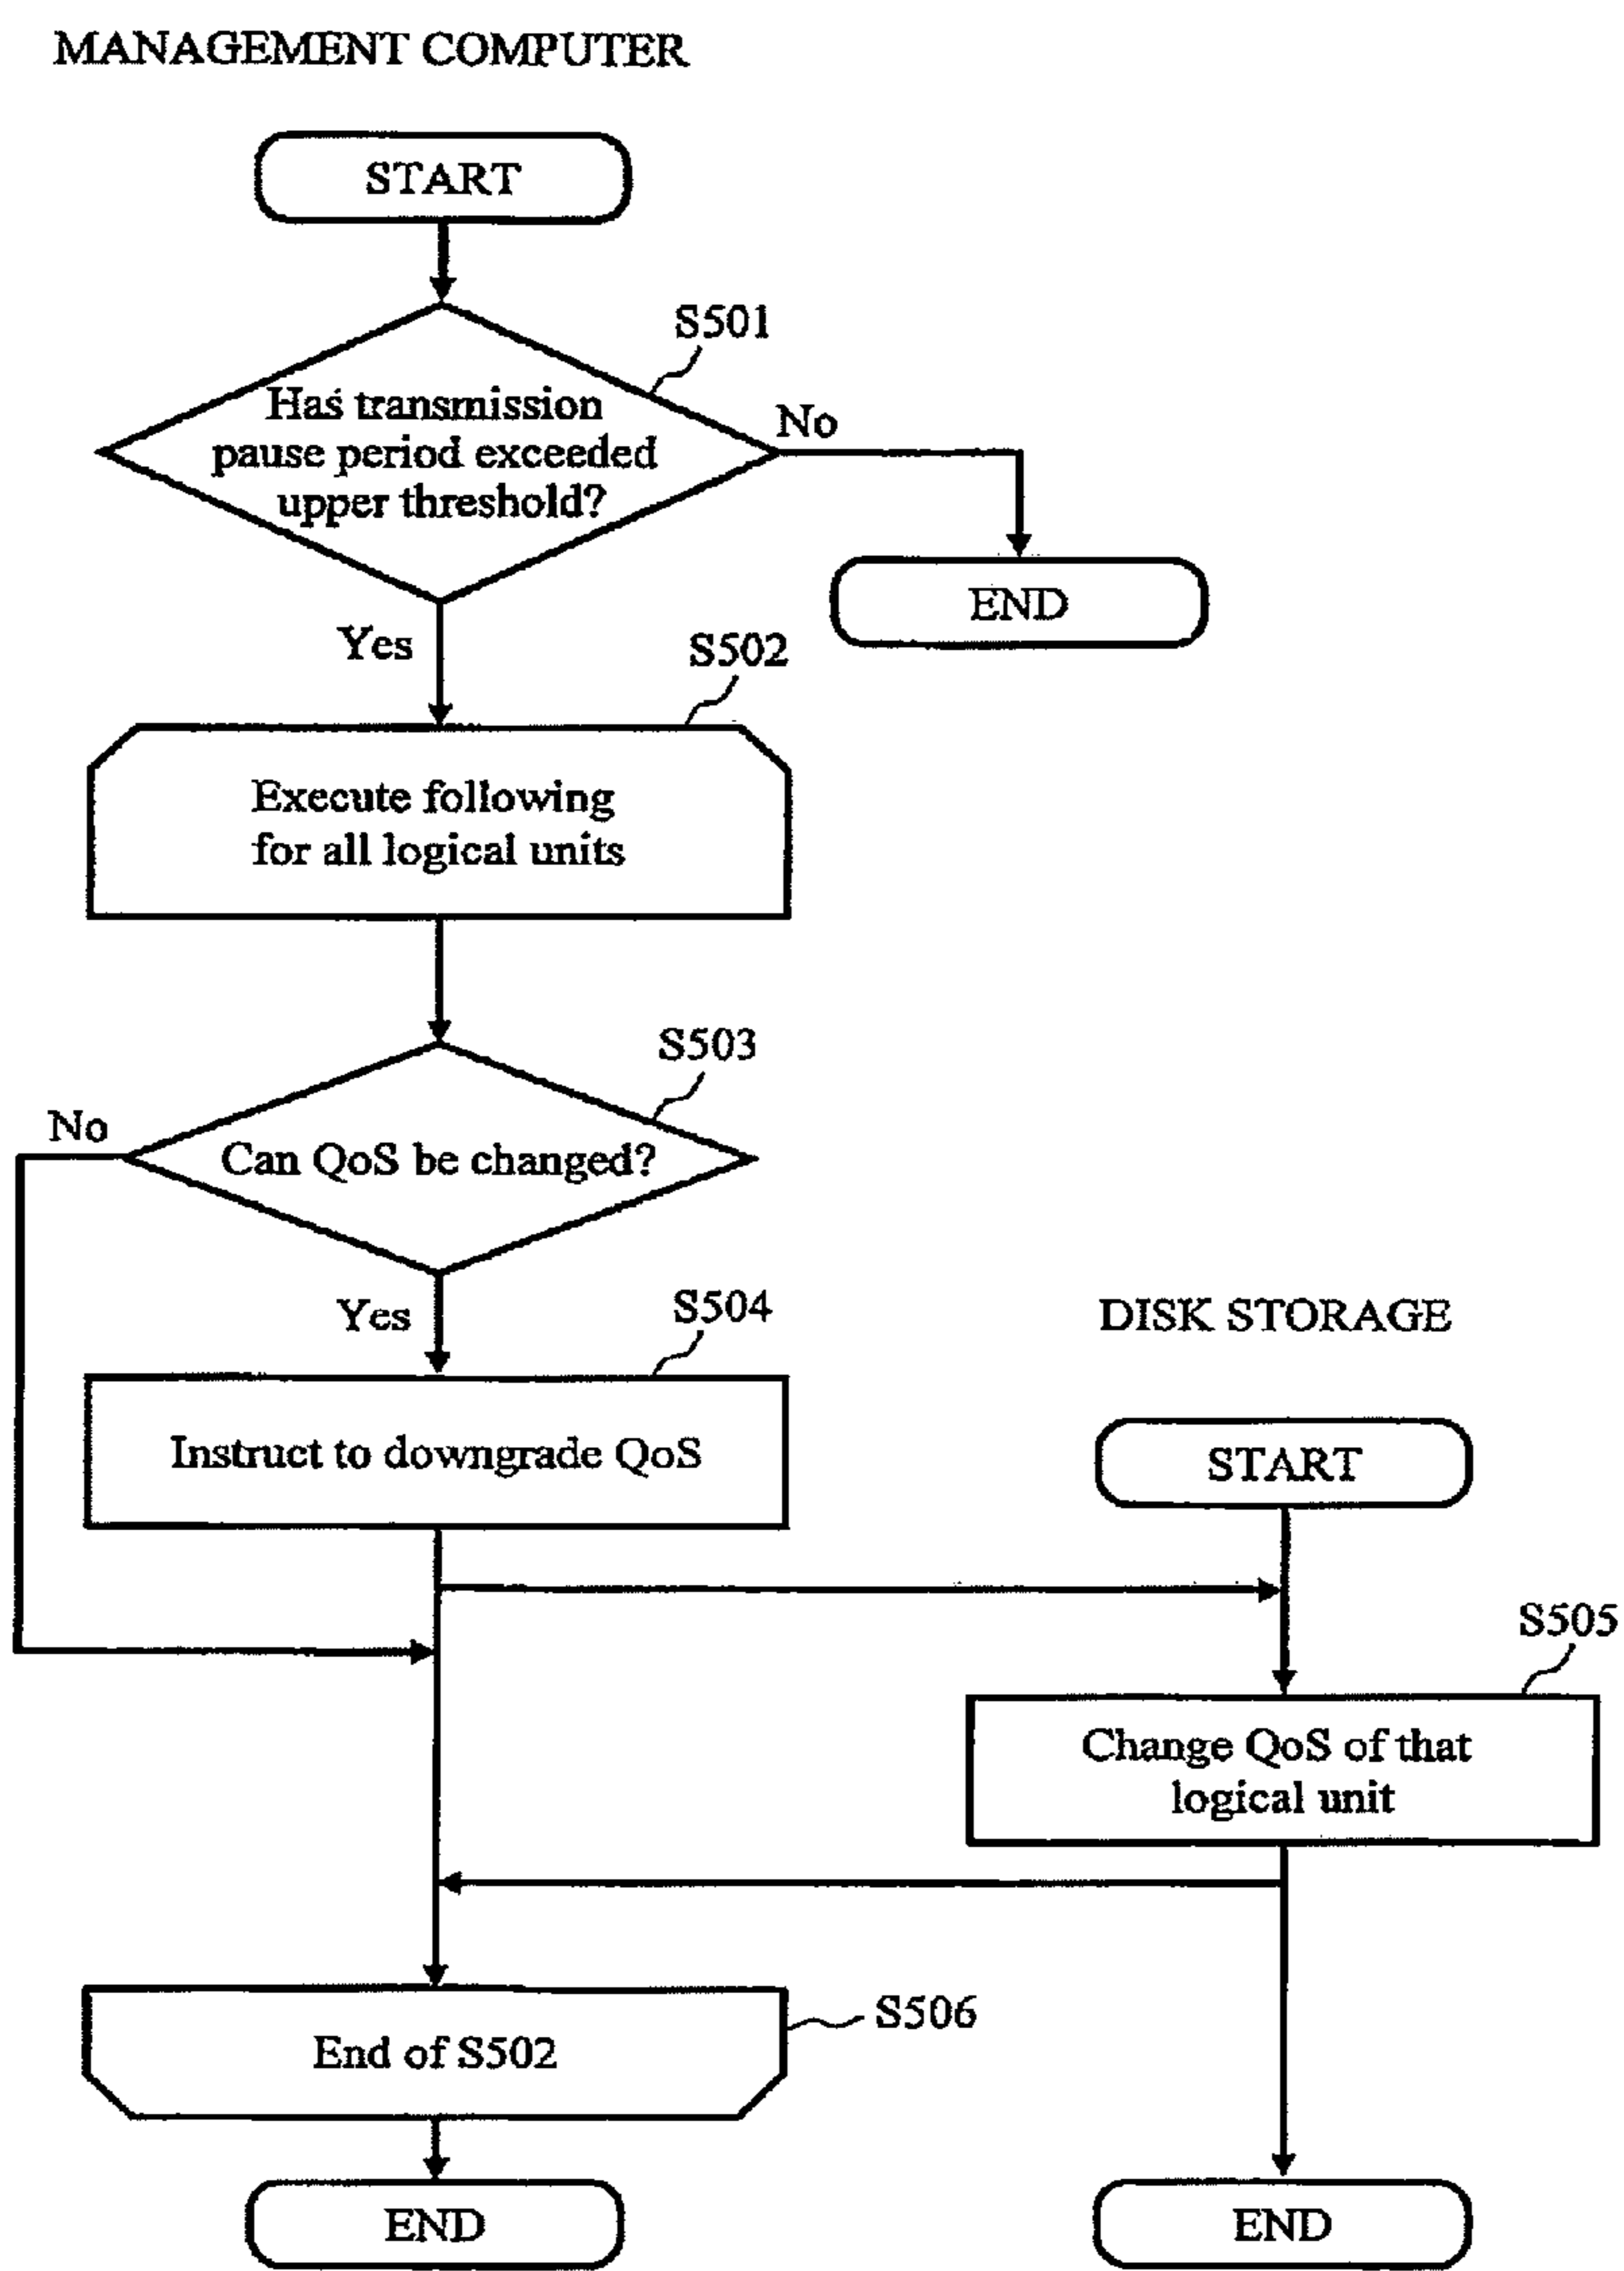 MANAGEMENT COMPUTER
START
S501
Has transmission
pause period exceeded
upper threshold?
No
END
Yes
S502
Execute following
for all logical units
S503
No
Can QoS be changed?
Yes
S504
DISK STORAGE
Instruct to downgrade QoS
START
S505
Change QoS of that
logical unit
S506
End of S502
END
END